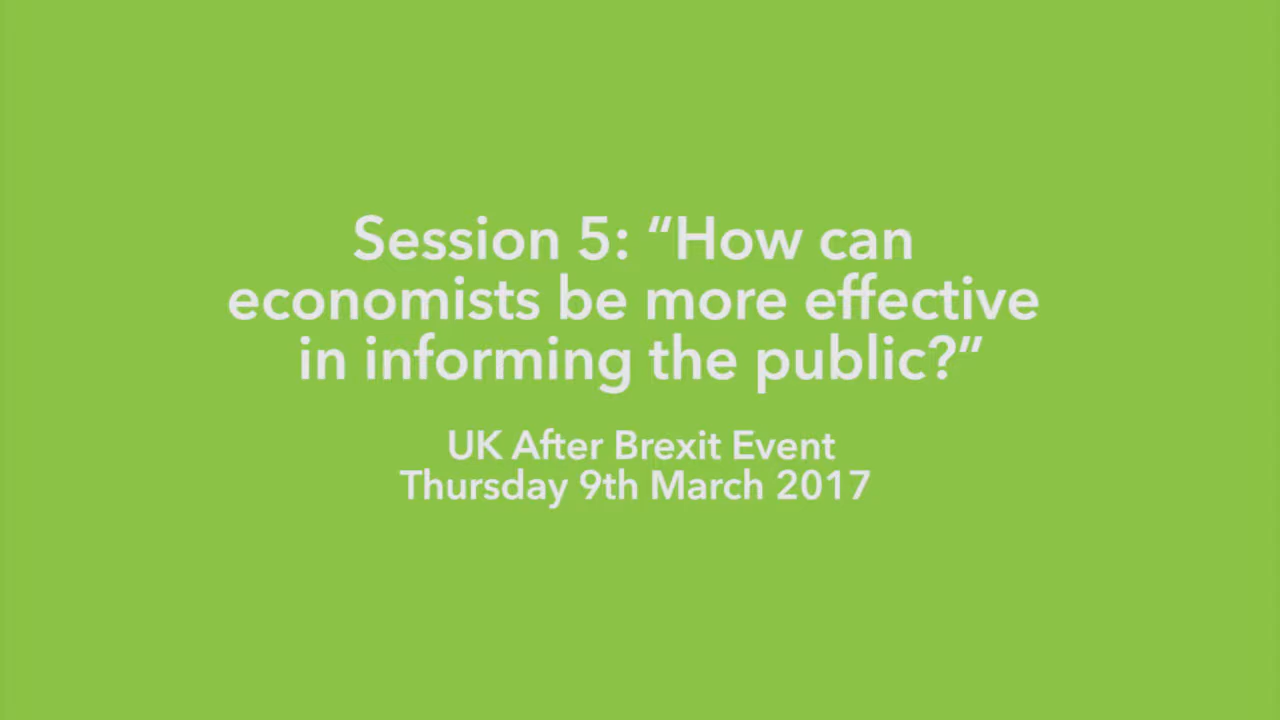 Session 5: “How can
economists be more effective
in informing the public?”
UK After Brexit Event
Thursday 9th March 2017